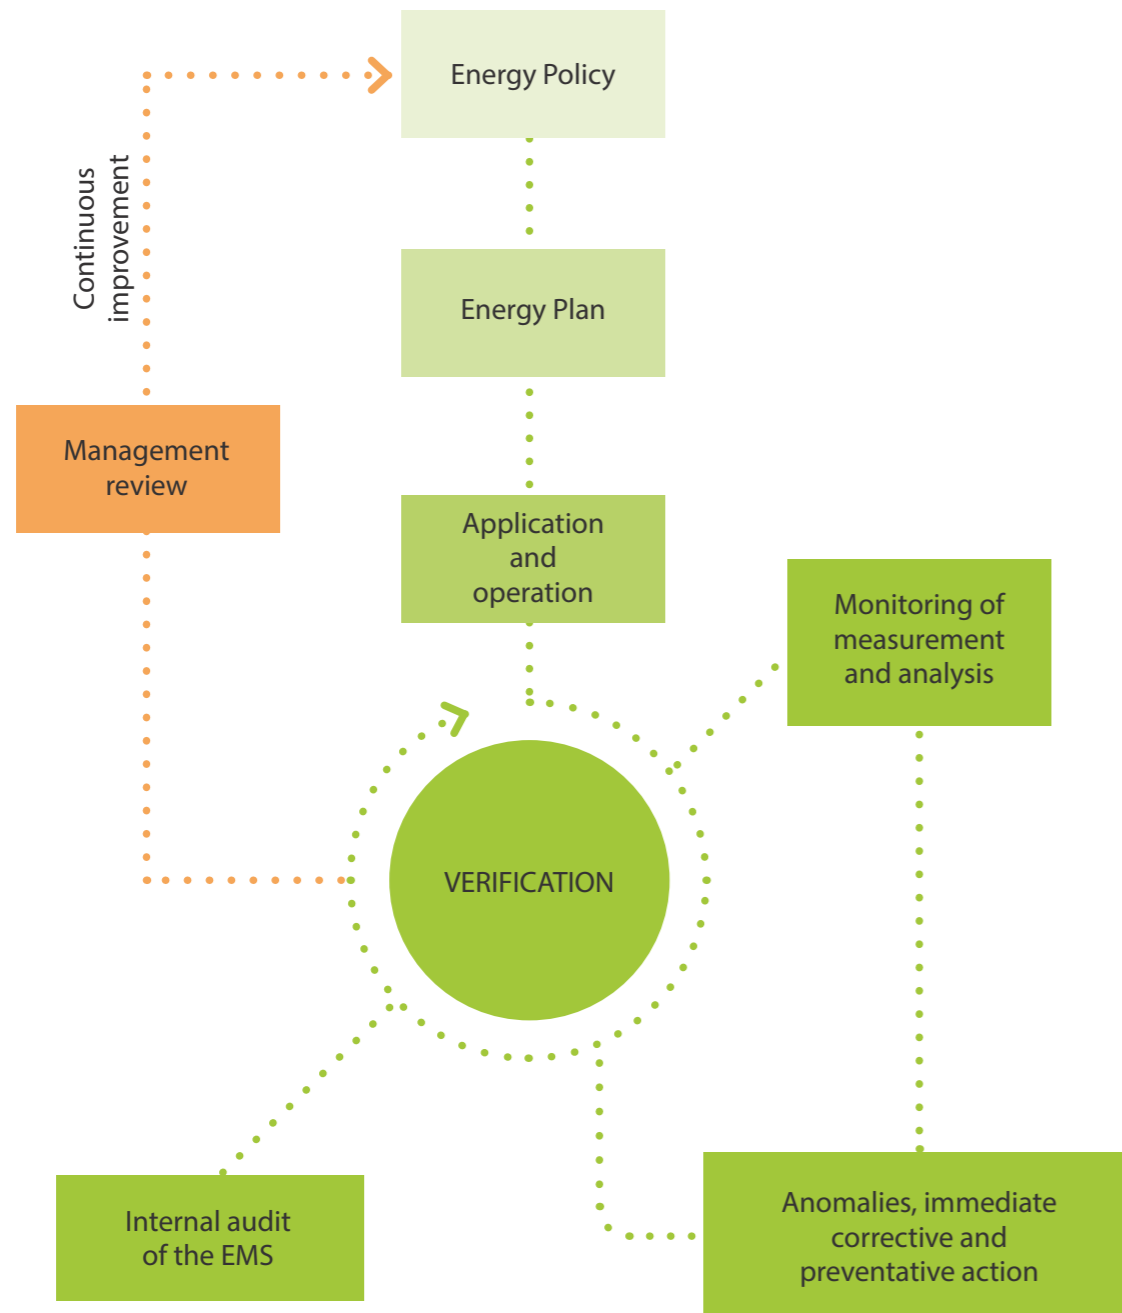 Energy Policy
Continuous
improvement
Energy Plan
Management
review
Application
and
operation
Monitoring of
measurement
and analysis
VERIFICATION
Internal audit
of the EMS
Anomalies, immediate
corrective and
preventative action